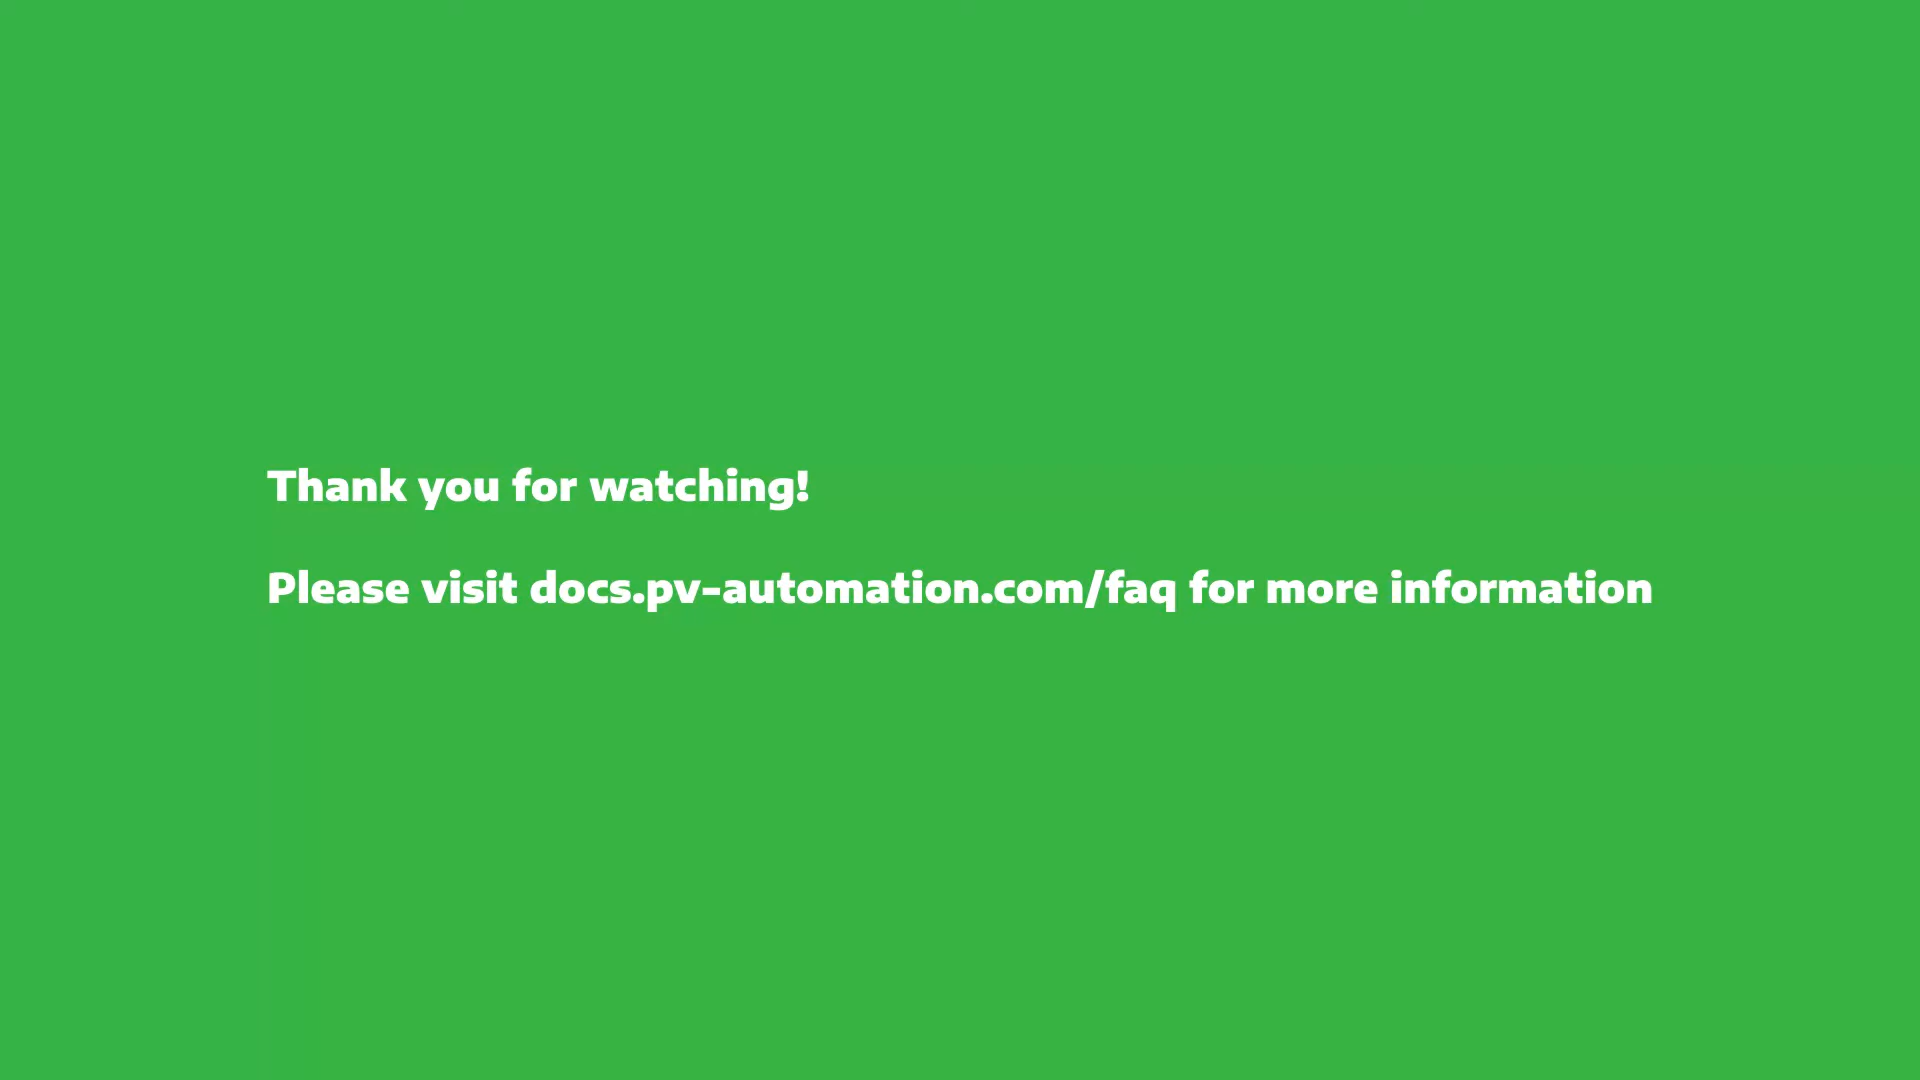 Thank you for watching!
Please visit docs.pv-automation.com/faq for more information